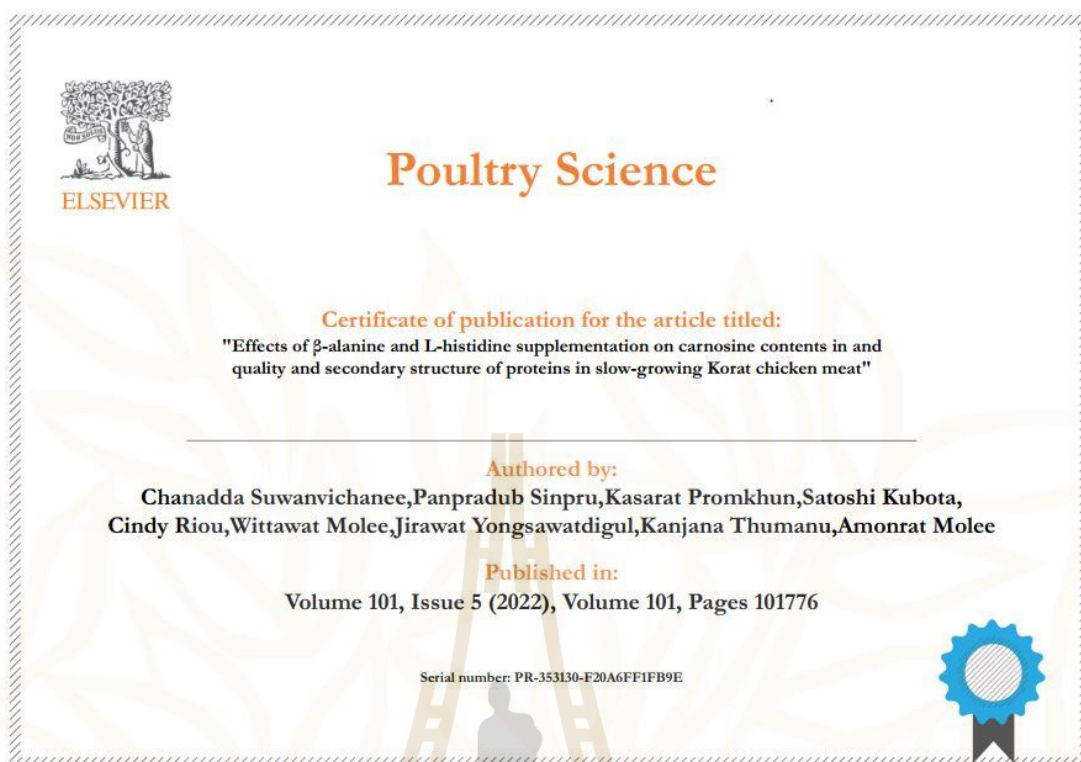 NON SOLUS
ELSEVIER
Poultry Science
Certificate of publication for the article titled:
"Effects of β-alanine and L-histidine supplementation on carnosine contents in and
quality and secondary structure of proteins in slow-growing Korat chicken meat"
Authored by:
Chanadda Suwanvichanee,Panpradub Sinpru,Kasarat Promkhun,Satoshi Kubota,
Cindy Riou,Wittawat Molee,Jirawat Yongsawatdigul,Kanjana Thumanu,Amonrat Molee
Published in:
Volume 101, Issue 5 (2022), Volume 101, Pages 101776
Serial number: PR-353130-F20A6FF1FB9E